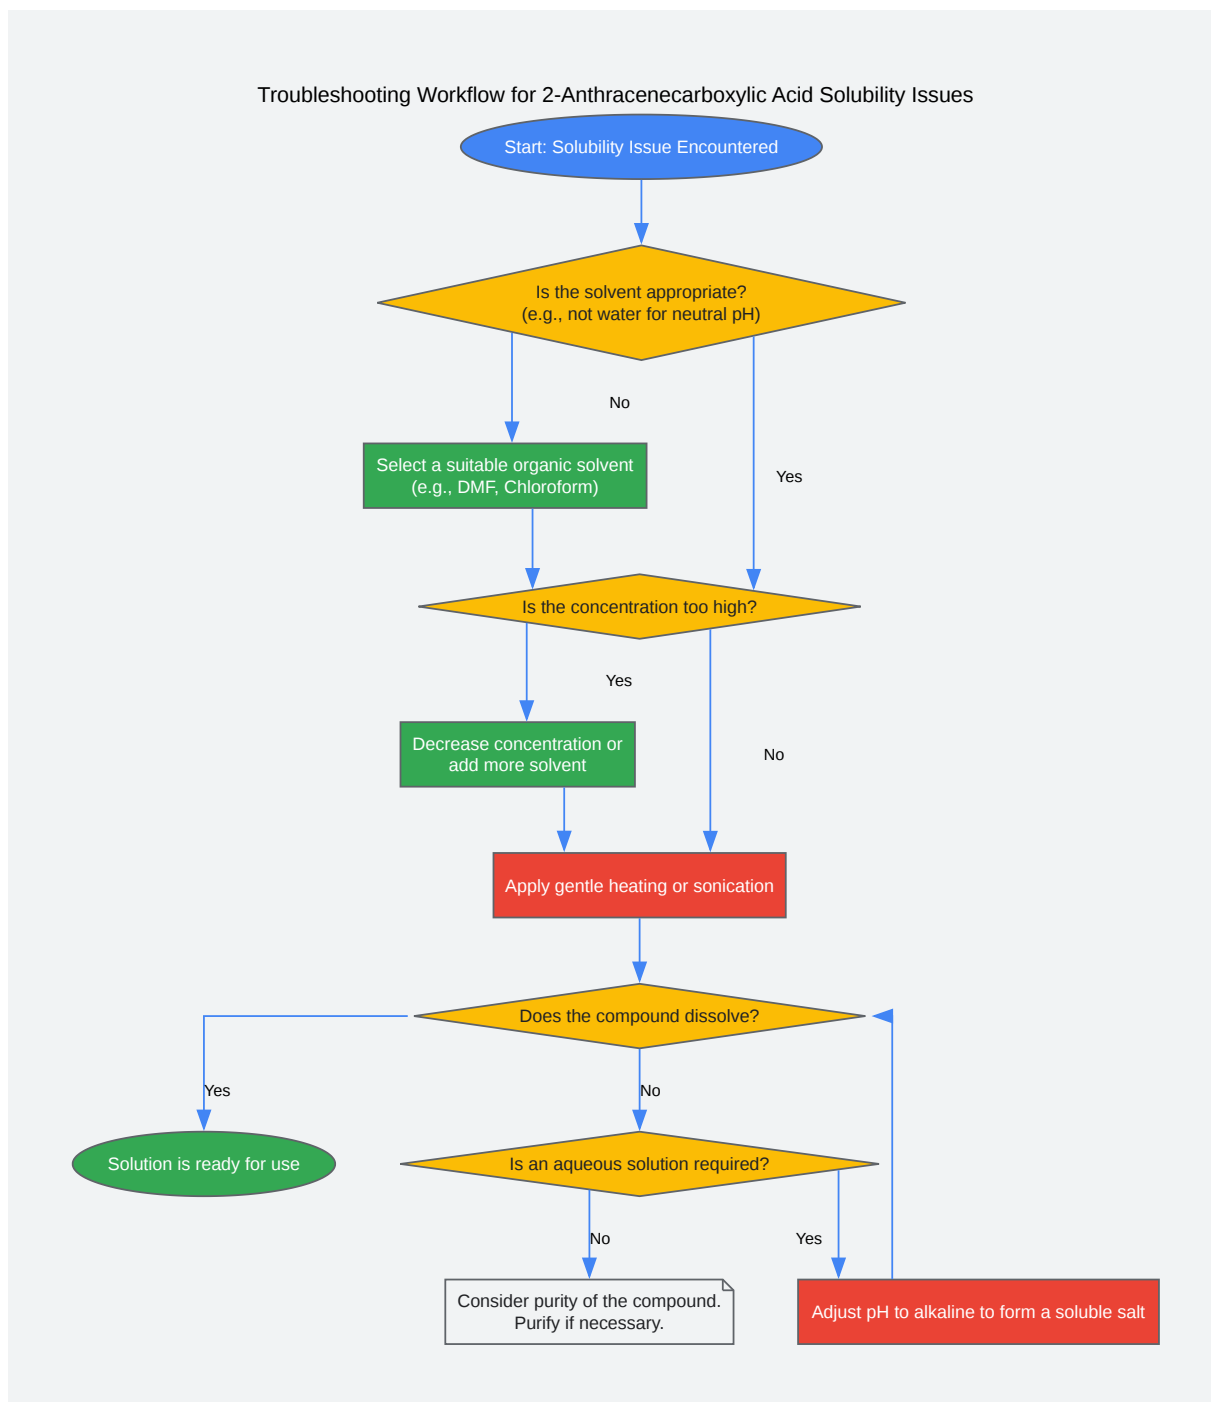 Troubleshooting Workflow for 2-Anthracenecarboxylic Acid Solubility Issues
Start: Solubility Issue Encountered
Is the solvent appropriate?
(e.g., not water for neutral pH)
No
Select a suitable organic solvent
(e.g., DMF, Chloroform)
Yes
Is the concentration too high?
Yes
Decrease concentration or
add more solvent
No
Apply gentle heating or sonication
Does the compound dissolve?
Yes
No
Solution is ready for use
Is an aqueous solution required?
No
Yes
Consider purity of the compound.
Purify if necessary.
Adjust pH to alkaline to form a soluble salt